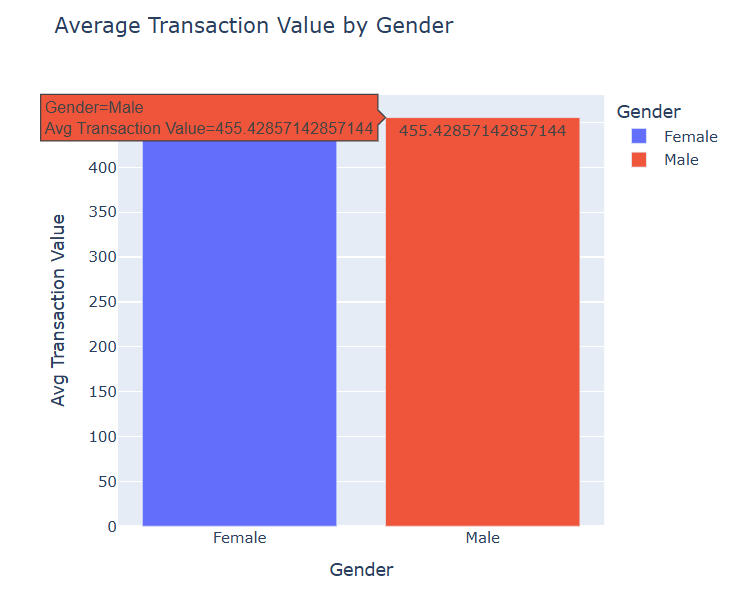 Average Transaction Value by Gender
Gender=Male
Avg Transaction Value=455.42857142857144
455.42857142857144
Gender
Female
Male
400
350
300
250
200
150
100
50
0
Avg Transaction Value
Female
Male
Gender